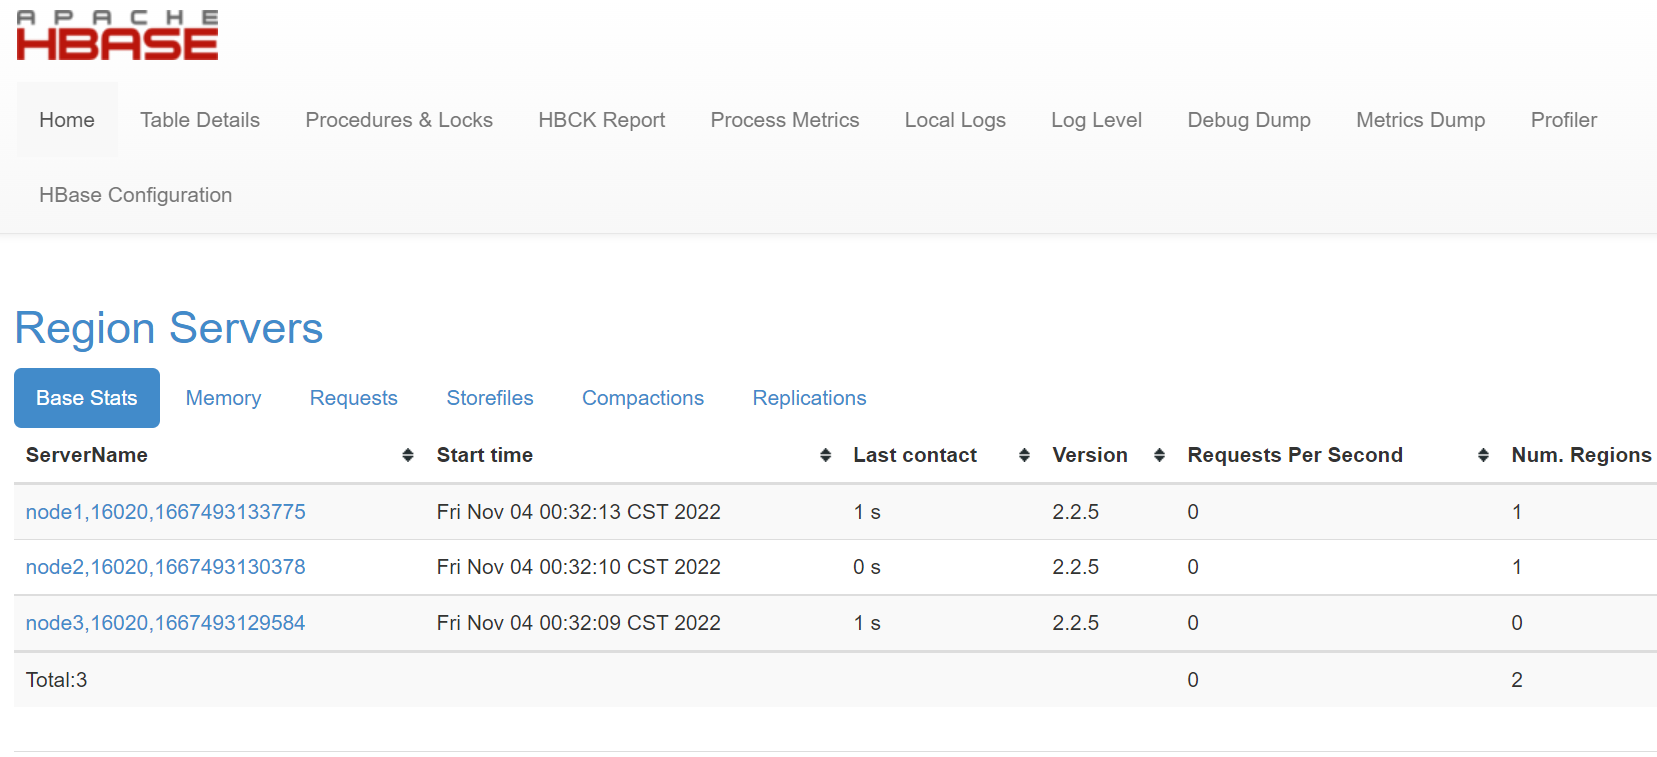 APACHE
HBASE
Home Table Details Procedures & Locks HBCK Report Process Metrics Local Logs Log Level Debug Dump Metrics Dump Profiler
HBase Configuration
Region Servers
Base Stats Memory Requests Storefiles Compactions Replications
ServerName Start time Last contact Version Requests Per Second Num. Regions
node1,16020,1667493133775 Fri Nov 04 00:32:13 CST 2022 1 s 2.2.5 0 1
node2,16020,1667493130378 Fri Nov 04 00:32:10 CST 2022 0 s 2.2.5 0 1
node3,16020,1667493129584 Fri Nov 04 00:32:09 CST 2022 1 s 2.2.5 0 0
Total:3 0 2